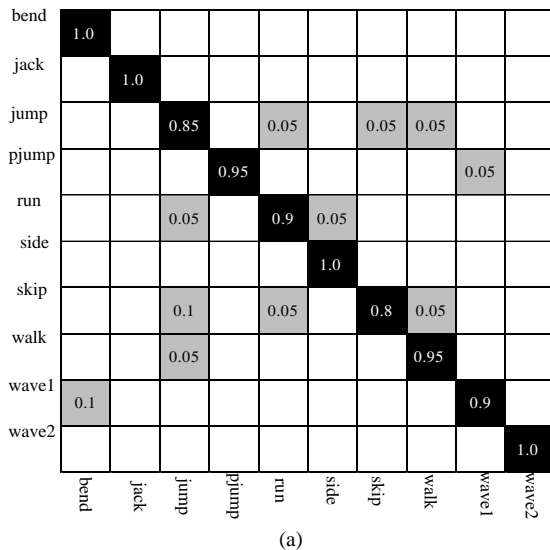 bend 1.0
jack 1.0
jump 0.85 0.05 0.05 0.05
pjump 0.95 0.05
run 0.05 0.9 0.05
side 1.0
skip 0.1 0.05 0.8 0.05
walk 0.05 0.95
wave1 0.1 0.9
wave2 1.0
bend jack jump pjump run side skip walk wave1 wave2
(a)